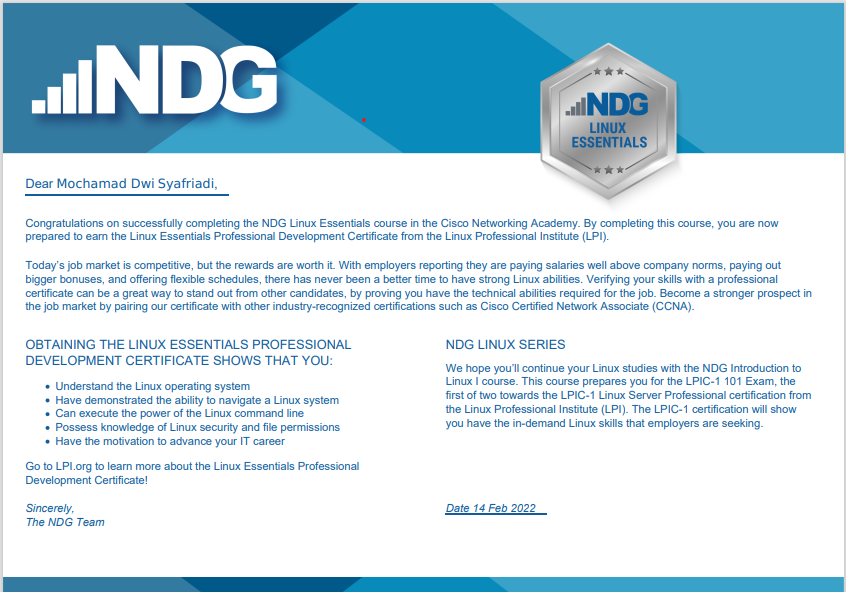 NDG
NDG
LINUX
ESSENTIALS
Dear Mochamad Dwi Syafriadi,
Congratulations on successfully completing the NDG Linux Essentials course in the Cisco Networking Academy. By completing this course, you are now
prepared to earn the Linux Essentials Professional Development Certificate from the Linux Professional Institute (LPI).
Today's job market is competitive, but the rewards are worth it. With employers reporting they are paying salaries well above company norms, paying out
bigger bonuses, and offering flexible schedules, there has never been a better time to have strong Linux abilities. Verifying your skills with a professional
certificate can be a great way to stand out from other candidates, by proving you have the technical abilities required for the job. Become a stronger prospect in
the job market by pairing our certificate with other industry-recognized certifications such as Cisco Certified Network Associate (CCNA).
OBTAINING THE LINUX ESSENTIALS PROFESSIONAL
DEVELOPMENT CERTIFICATE SHOWS THAT YOU:
• Understand the Linux operating system
• Have demonstrated the ability to navigate a Linux system
• Can execute the power of the Linux command line
• Possess knowledge of Linux security and file permissions
• Have the motivation to advance your IT career
Go to LPI.org to learn more about the Linux Essentials Professional
Development Certificate!
Sincerely,
The NDG Team
NDG LINUX SERIES
We hope you'll continue your Linux studies with the NDG Introduction to
Linux I course. This course prepares you for the LPIC-1 101 Exam, the
first of two towards the LPIC-1 Linux Server Professional certification from
the Linux Professional Institute (LPI). The LPIC-1 certification will show
you have the in-demand Linux skills that employers are seeking.
Date 14 Feb 2022